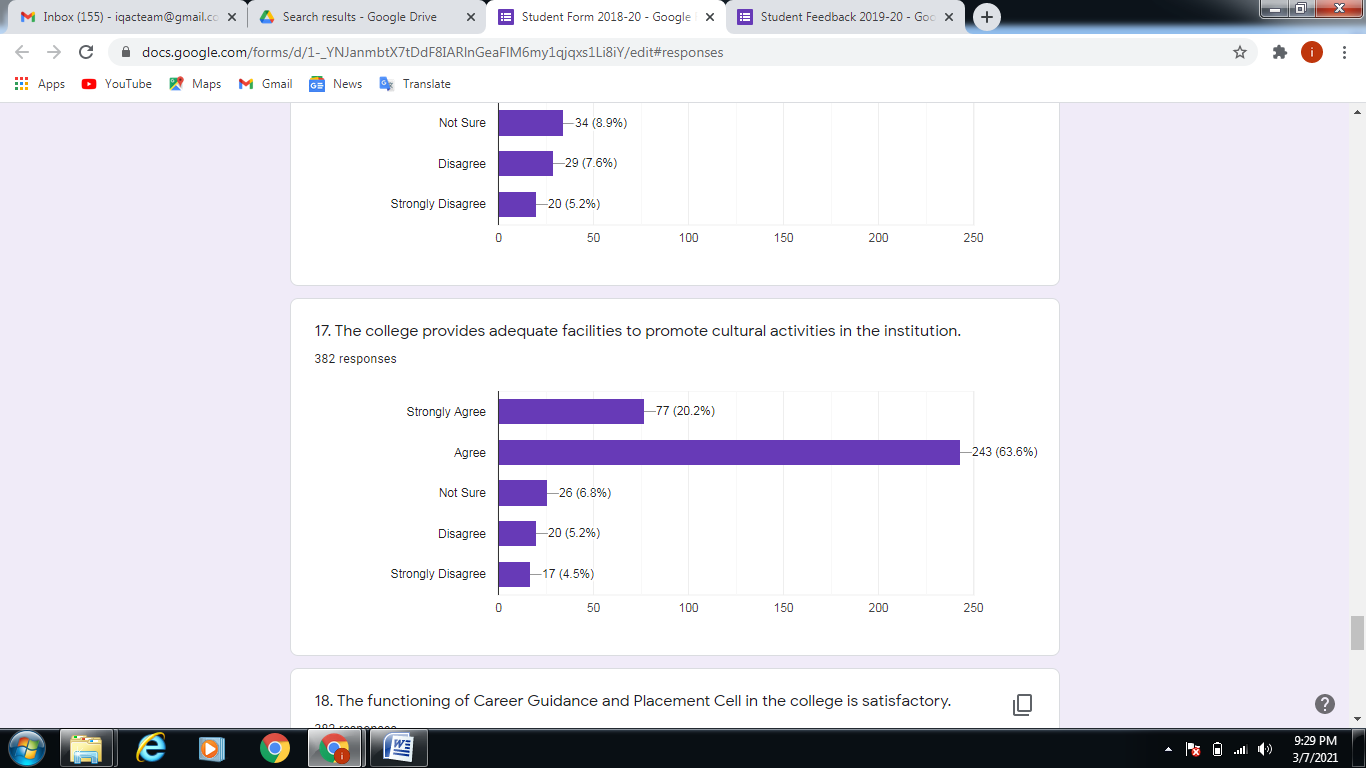 Inbox (155) - iqacteam@gmail.co
Search results - Google Drive
Student Form 2018-20 - Google
Student Feedback 2019-20 - Goo
docs.google.com/forms/d/1-_YNJanmbtX7tDdF8IARlnGeaFIM6my1qjqxs1Li8iY/edit#responses
Apps YouTube Maps Gmail News Translate
Not Sure 34 (8.9%)
Disagree 29 (7.6%)
Strongly Disagree 20 (5.2%)
0 50 100 150 200 250
17. The college provides adequate facilities to promote cultural activities in the institution.
382 responses
Strongly Agree 77 (20.2%)
Agree 243 (63.6%)
Not Sure 26 (6.8%)
Disagree 20 (5.2%)
Strongly Disagree 17 (4.5%)
0 50 100 150 200 250
18. The functioning of Career Guidance and Placement Cell in the college is satisfactory.
382 responses
9:29 PM
3/7/2021